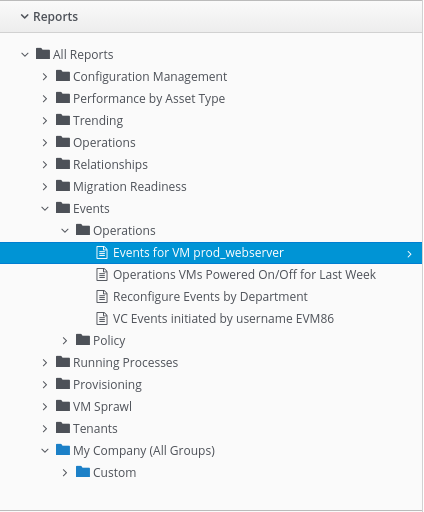 Reports
All Reports
Configuration Management
Performance by Asset Type
Trending
Operations
Relationships
Migration Readiness
Events
Operations
Events for VM prod_webserver
Operations VMs Powered On/Off for Last Week
Reconfigure Events by Department
VC Events initiated by username EVM86
Policy
Running Processes
Provisioning
VM Sprawl
Tenants
My Company (All Groups)
Custom